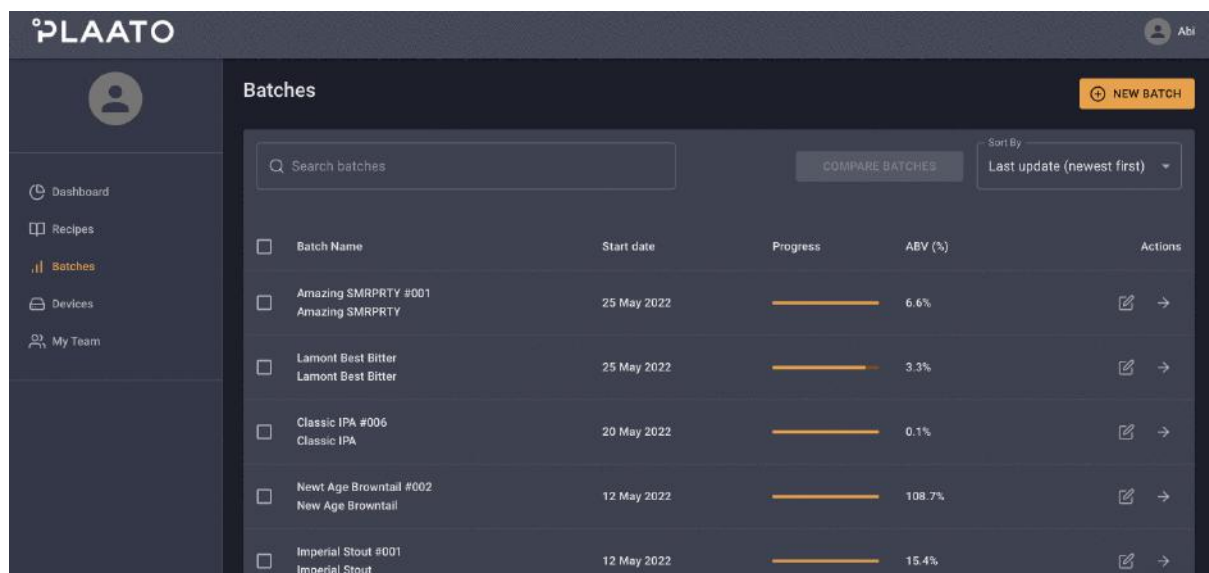 PLAATO
Abi
Batches
NEW BATCH
Search batches
COMPARE BATCHES
Sort By
Last update (newest first)
Dashboard
Recipes
Batches
Devices
My Team
Batch Name Start date Progress ABV (%) Actions
Amazing SMRPRTY #001
Amazing SMRPRTY
25 May 2022 6.6%
Lamont Best Bitter
Lamont Best Bitter
25 May 2022 3.3%
Classic IPA #006
Classic IPA
20 May 2022 0.1%
Newt Age Browntail #002
New Age Browntail
12 May 2022 108.7%
Imperial Stout #001
Imperial Stout
12 May 2022 15.4%